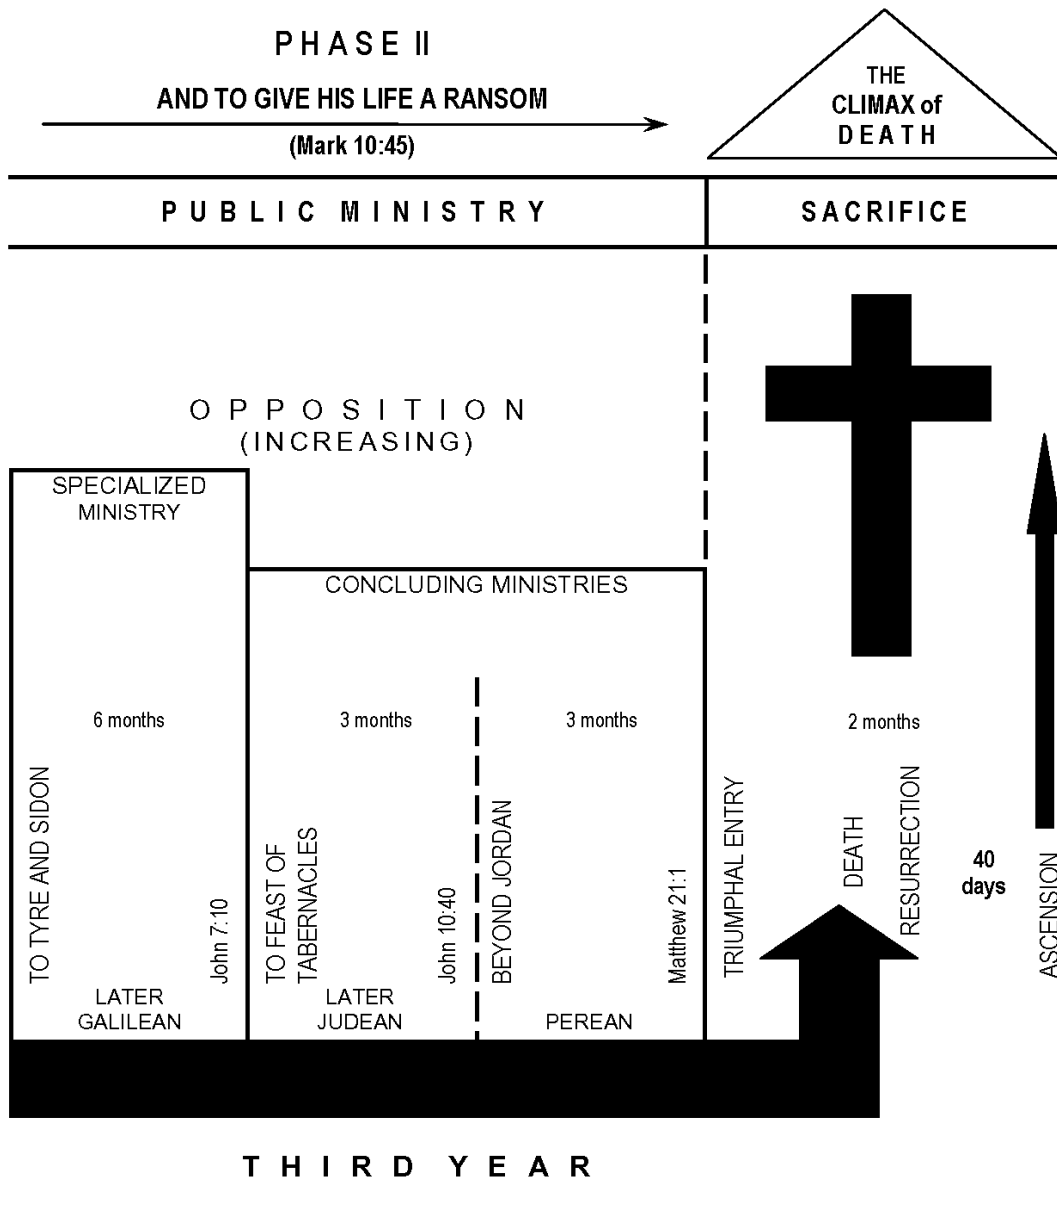 PHASE II
AND TO GIVE HIS LIFE A RANSOM
(Mark 10:45)
THE
CLIMAX of
DEATH
PUBLIC MINISTRY
SACRIFICE
OPPOSITION
(INCREASING)
SPECIALIZED
MINISTRY
CONCLUDING MINISTRIES
6 months
3 months
3 months
2 months
TO TYRE AND SIDON
John 7:10
TO FEAST OF
TABERNACLES
John 10:40
BEYOND JORDAN
Matthew 21:1
TRIUMPHAL ENTRY
DEATH
RESURRECTION
40
days
ASCENSION
LATER
GALILEAN
LATER
JUDEAN
PEREAN
THIRD YEAR